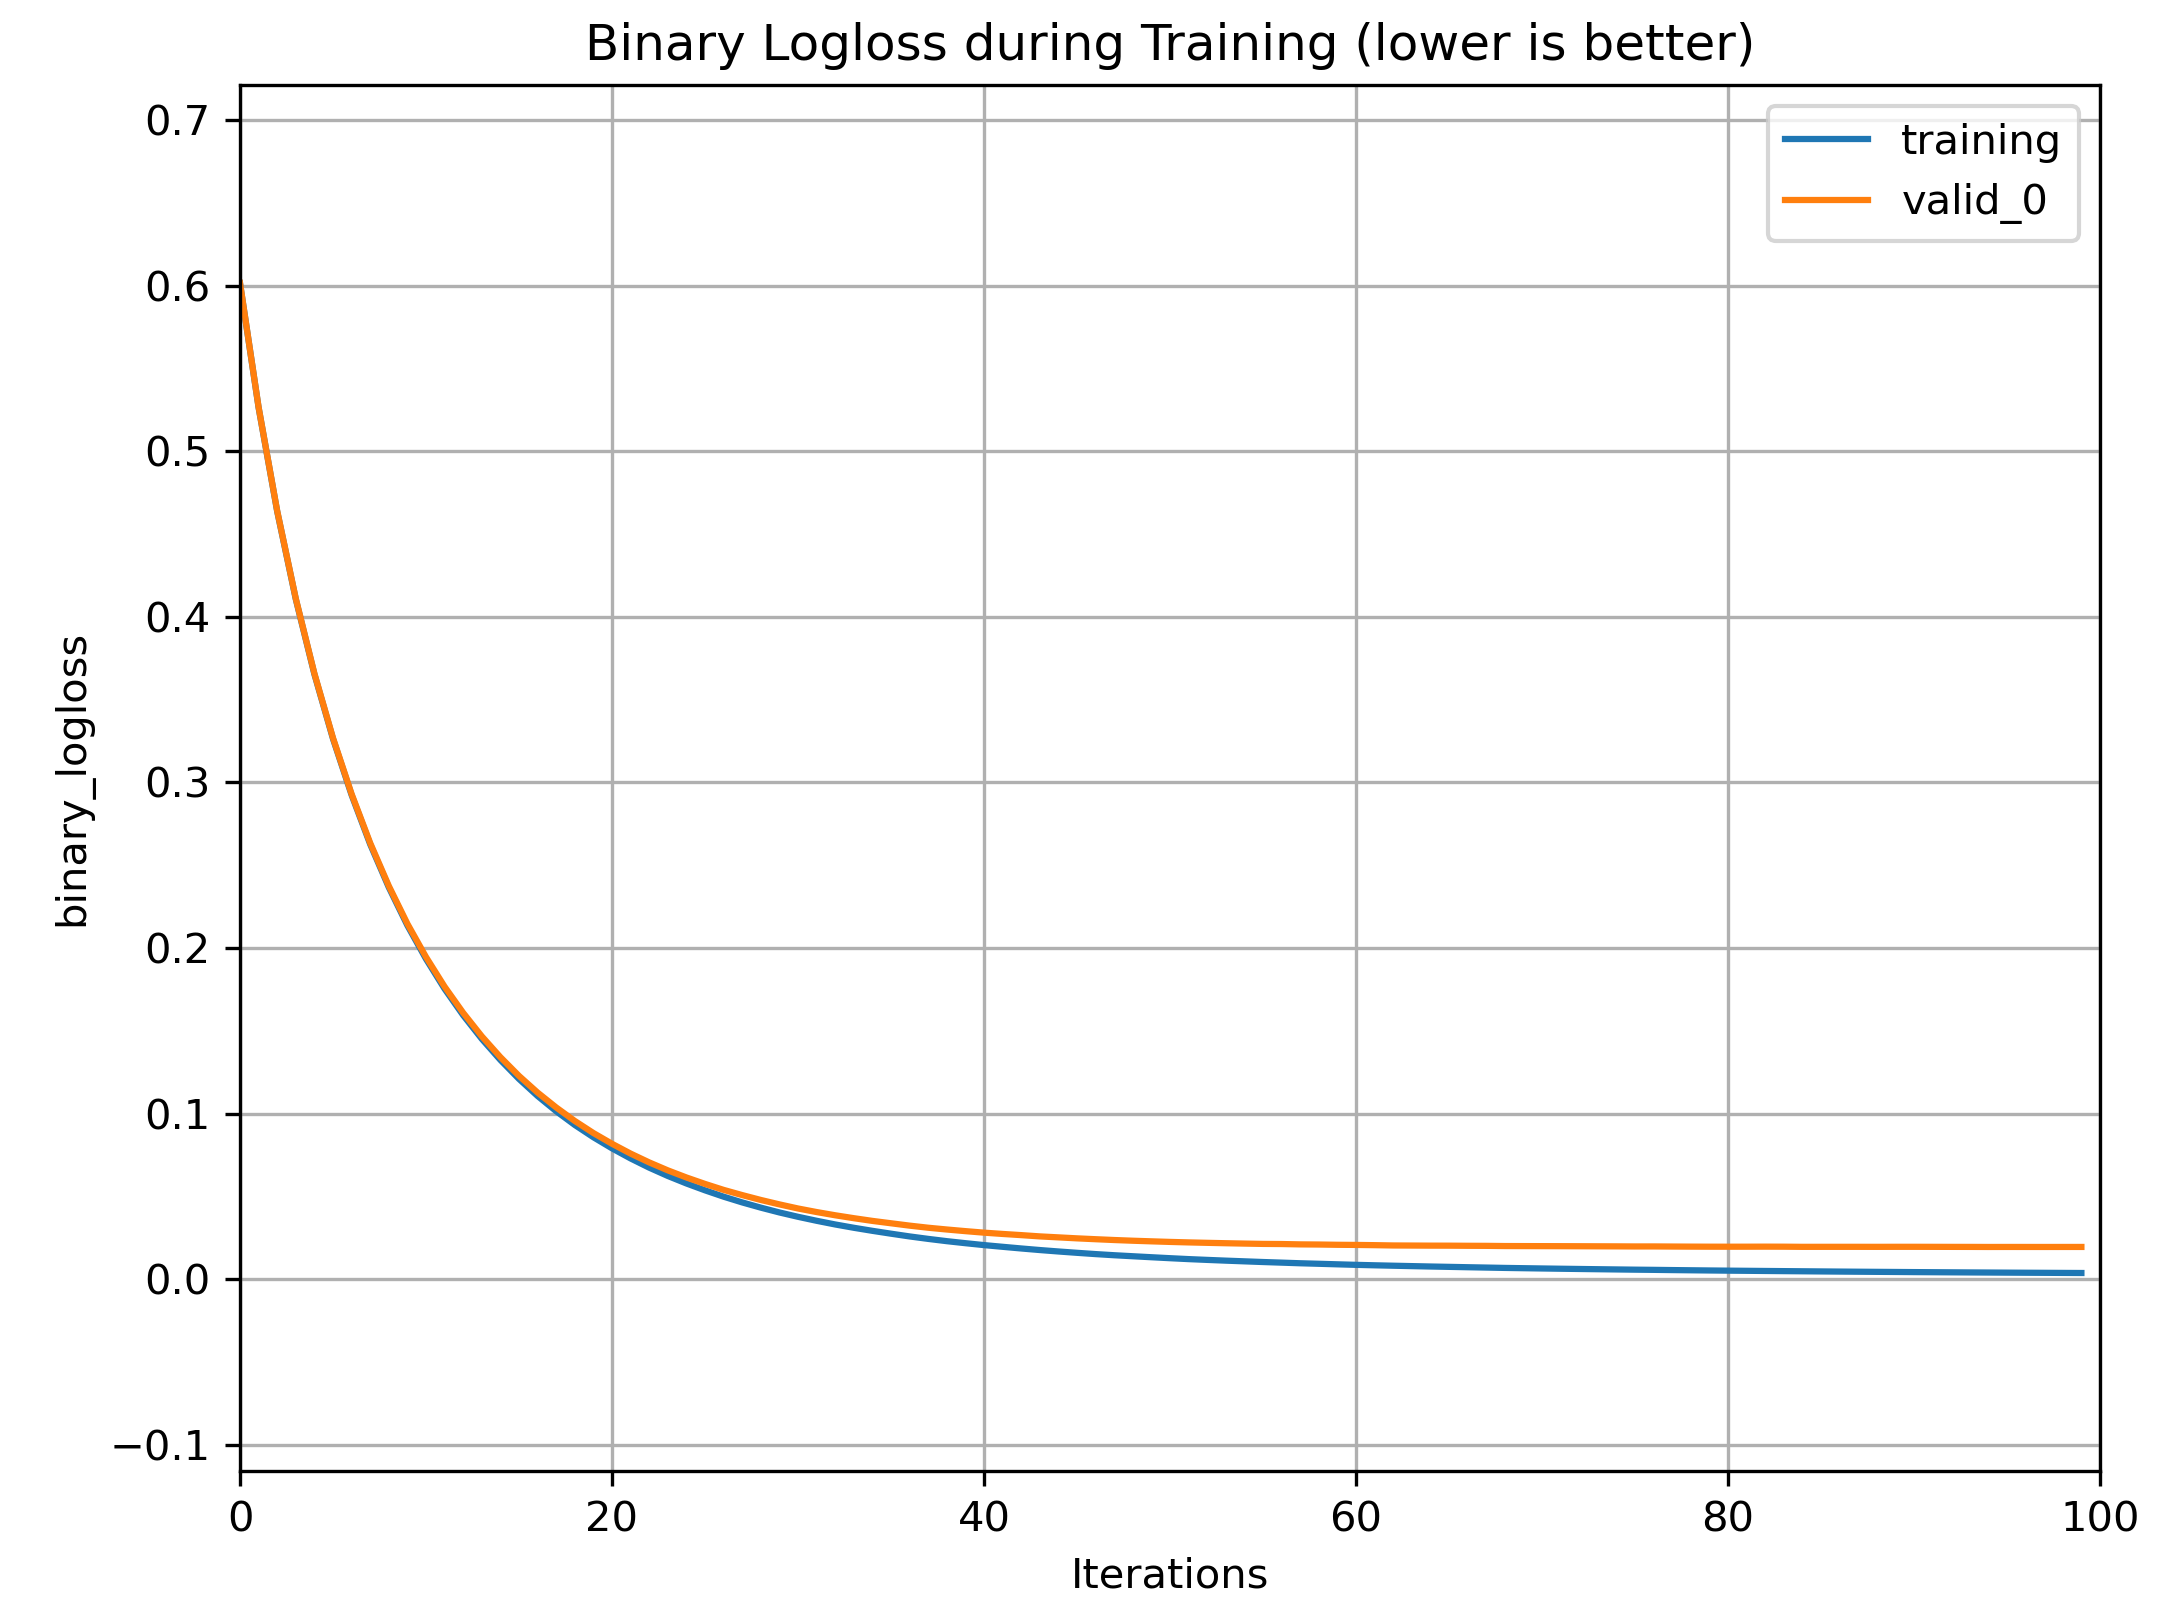 Binary Logloss during Training (lower is better)
training
valid_0
0.7
0.6
0.5
0.4
0.3
0.2
0.1
0.0
−0.1
binary_logloss
0 20 40 60 80 100
Iterations